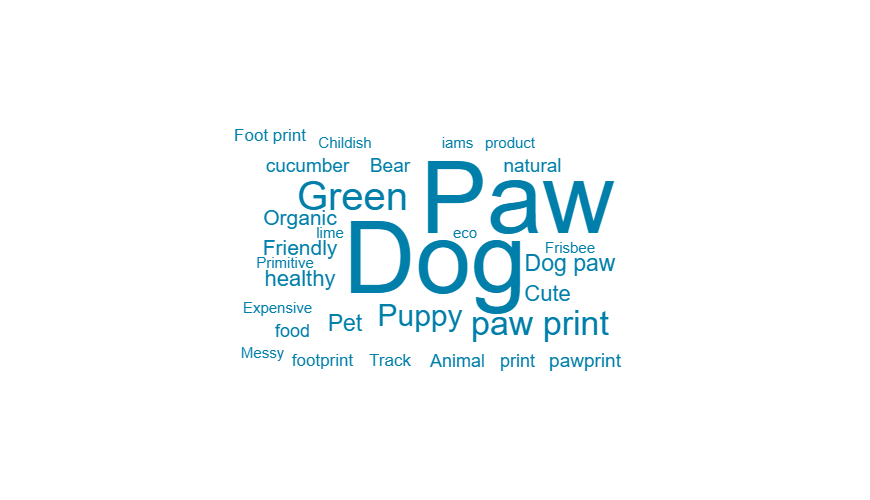 Foot print
Childish
iams
product
cucumber
Bear
natural
Green
Paw
Organic
lime
eco
Friendly
Dog
Frisbee
Primitive
Dog paw
healthy
Cute
Expensive
food
Pet
Puppy
paw print
Messy
footprint
Track
Animal
print
pawprint